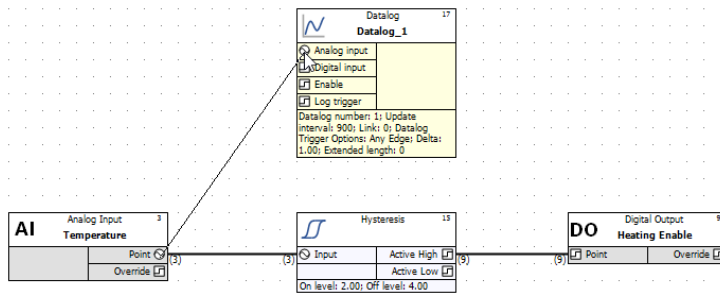 Datalog 17
Datalog_1
Analog input
Digital input
Enable
Log trigger
Datalog number: 1; Update
interval: 900; Link: 0; Datalog
Trigger Options: Any Edge; Delta:
1.00; Extended length: 0
AI Analog Input 3
Temperature
Point
Override
(3)
(3)
Hysteresis 15
Input
Active High
Active Low
On level: 2.00; Off level: 4.00
(9)
(9)
DO Digital Output 9
Heating Enable
Point
Override